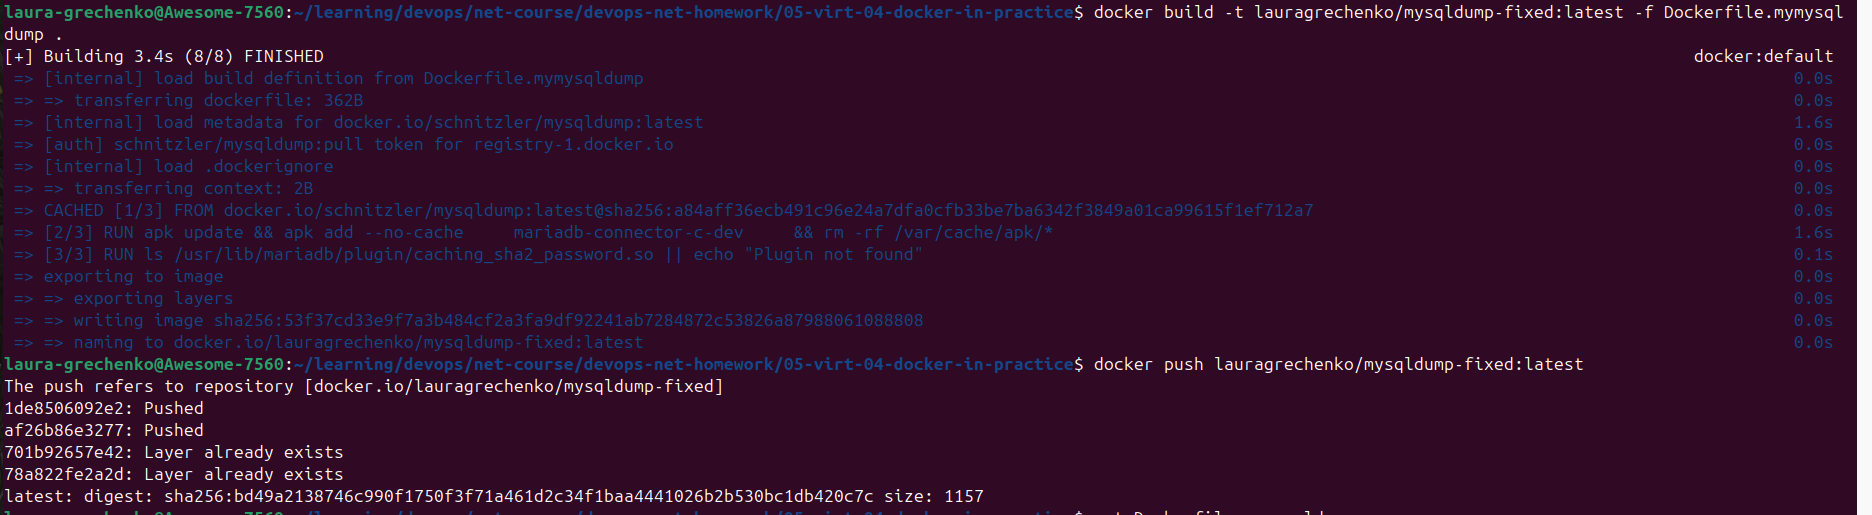 laura-grechenko@Awesome-7560:~/learning/devops/net-course/devops-net-homework/05-virt-04-docker-in-practice$ docker build -t lauragrechenko/mysqldump-fixed:latest -f Dockerfile.mymysql
dump .
[+] Building 3.4s (8/8) FINISHED docker:default
=> [internal] load build definition from Dockerfile.mymysqldump 0.0s
=> => transferring dockerfile: 362B 0.0s
=> [internal] load metadata for docker.io/schnitzler/mysqldump:latest 1.6s
=> [auth] schnitzler/mysqldump:pull token for registry-1.docker.io 0.0s
=> [internal] load .dockerignore 0.0s
=> => transferring context: 2B 0.0s
=> CACHED [1/3] FROM docker.io/schnitzler/mysqldump:latest@sha256:a84aff36ecb491c96e24a7dfa0cfb33be7ba6342f3849a01ca99615f1ef712a7 0.0s
=> [2/3] RUN apk update && apk add --no-cache     mariadb-connector-c-dev     && rm -rf /var/cache/apk/* 1.6s
=> [3/3] RUN ls /usr/lib/mariadb/plugin/caching_sha2_password.so || echo "Plugin not found" 0.1s
=> exporting to image 0.0s
=> => exporting layers 0.0s
=> => writing image sha256:53f37cd33e9f7a3b484cf2a3fa9df92241ab7284872c53826a87988061088808 0.0s
=> => naming to docker.io/lauragrechenko/mysqldump-fixed:latest 0.0s
laura-grechenko@Awesome-7560:~/learning/devops/net-course/devops-net-homework/05-virt-04-docker-in-practice$ docker push lauragrechenko/mysqldump-fixed:latest
The push refers to repository [docker.io/lauragrechenko/mysqldump-fixed]
1de8506092e2: Pushed
af26b86e3277: Pushed
701b92657e42: Layer already exists
78a822fe2a2d: Layer already exists
latest: digest: sha256:bd49a2138746c990f1750f3f71a461d2c34f1baa4441026b2b530bc1db420c7c size: 1157